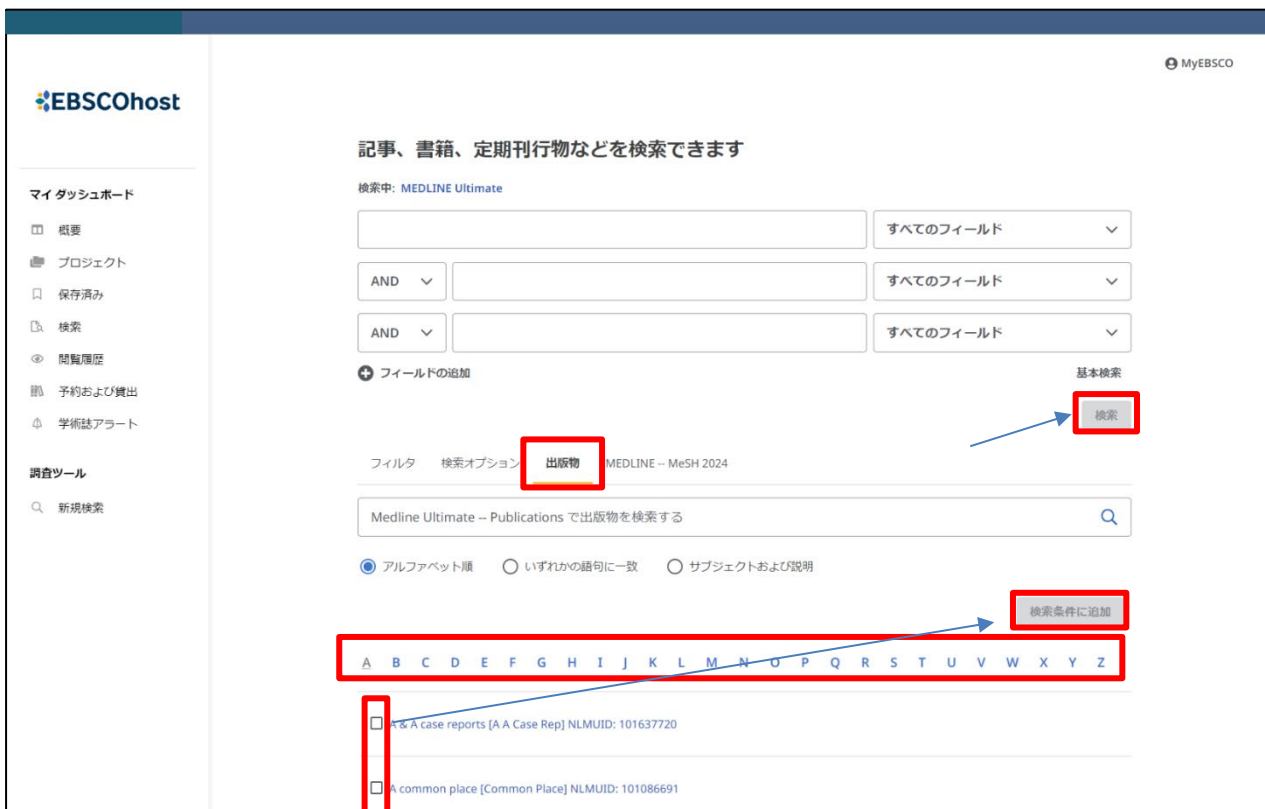 MyEBSCO
EBSCOhost
記事、書籍、定期刊行物などを検索できます
検索中: MEDLINE Ultimate
マイ ダッシュボード
概要
プロジェクト
保存済み
検索
閲覧履歴
予約および貸出
学術誌アラート
調査ツール
新規検索
すべてのフィールド
AND
すべてのフィールド
AND
すべてのフィールド
フィールドの追加
基本検索
検索
フィルタ 検索オプション 出版物 MEDLINE -- MeSH 2024
Medline Ultimate -- Publications で出版物を検索する
アルファベット順 いずれかの語句に一致 サブジェクトおよび説明
検索条件に追加
A B C D E F G H I J K L M N O P Q R S T U V W X Y Z
A & A case reports [A A Case Rep] NLMUID: 101637720
A common place [Common Place] NLMUID: 101086691